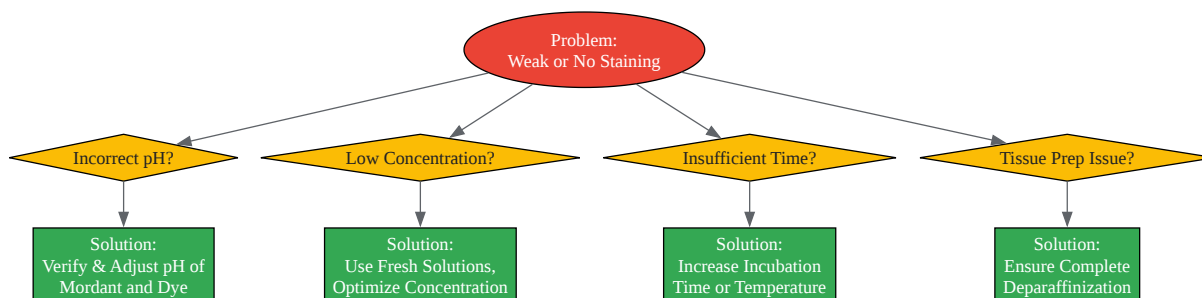 Problem:
Weak or No Staining
Incorrect pH?
Low Concentration?
Insufficient Time?
Tissue Prep Issue?
Solution:
Verify & Adjust pH of
Mordant and Dye
Solution:
Use Fresh Solutions,
Optimize Concentration
Solution:
Increase Incubation
Time or Temperature
Solution:
Ensure Complete
Deparaffinization